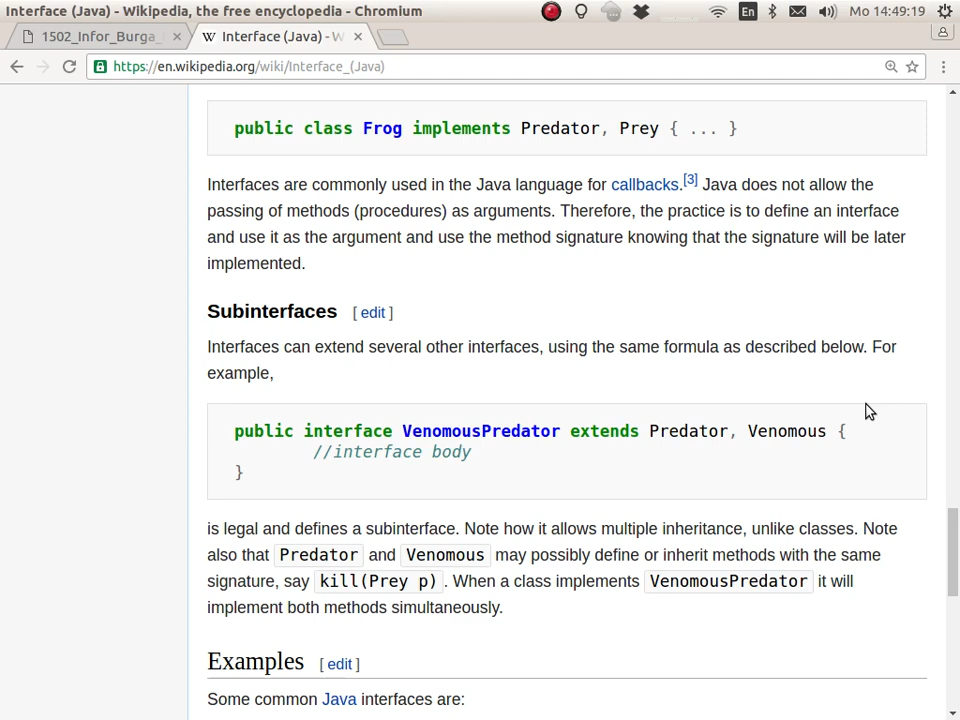 Interface (Java) - Wikipedia, the free encyclopedia - Chromium
En
Mo 14:49:19
1502_Infor_Burga_
W Interface (Java) - W
https://en.wikipedia.org/wiki/Interface_(Java)
public class Frog implements Predator, Prey { ... }
Interfaces are commonly used in the Java language for callbacks.[3] Java does not allow the
passing of methods (procedures) as arguments. Therefore, the practice is to define an interface
and use it as the argument and use the method signature knowing that the signature will be later
implemented.
Subinterfaces [ edit ]
Interfaces can extend several other interfaces, using the same formula as described below. For
example,
public interface VenomousPredator extends Predator, Venomous {
//interface body
}
is legal and defines a subinterface. Note how it allows multiple inheritance, unlike classes. Note
also that Predator and Venomous may possibly define or inherit methods with the same
signature, say kill(Prey p). When a class implements VenomousPredator it will
implement both methods simultaneously.
Examples [ edit ]
Some common Java interfaces are: